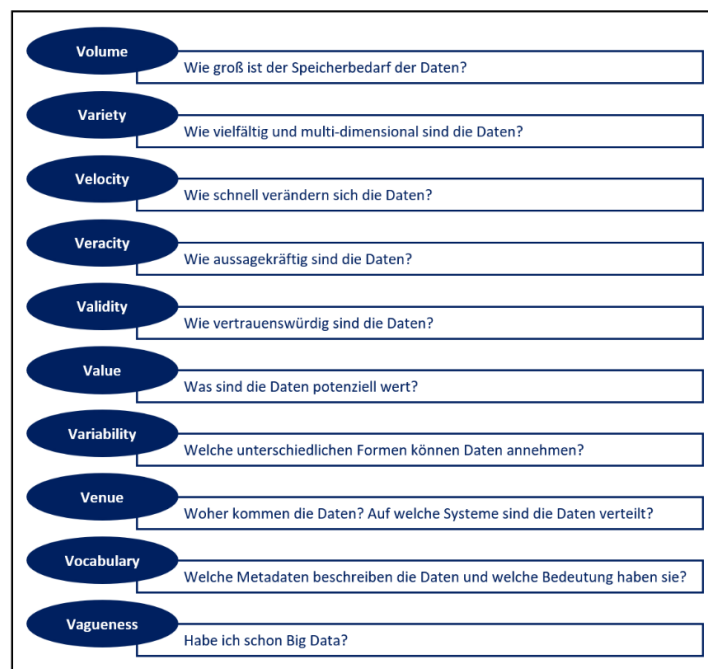 Volume
Wie groß ist der Speicherbedarf der Daten?
Variety
Wie vielfältig und multi-dimensional sind die Daten?
Velocity
Wie schnell verändern sich die Daten?
Veracity
Wie aussagekräftig sind die Daten?
Validity
Wie vertrauenswürdig sind die Daten?
Value
Was sind die Daten potenziell wert?
Variability
Welche unterschiedlichen Formen können Daten annehmen?
Venue
Woher kommen die Daten? Auf welche Systeme sind die Daten verteilt?
Vocabulary
Welche Metadaten beschreiben die Daten und welche Bedeutung haben sie?
Vagueness
Habe ich schon Big Data?